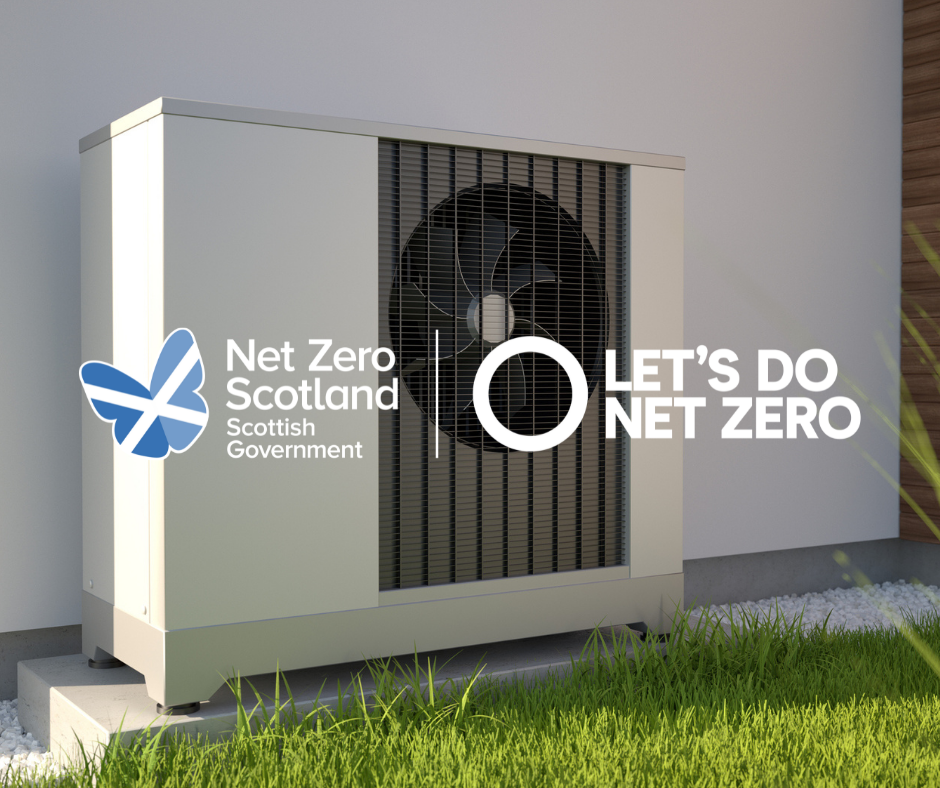 Net Zero
Scotland
Scottish
Government
LET'S DO
NET ZERO